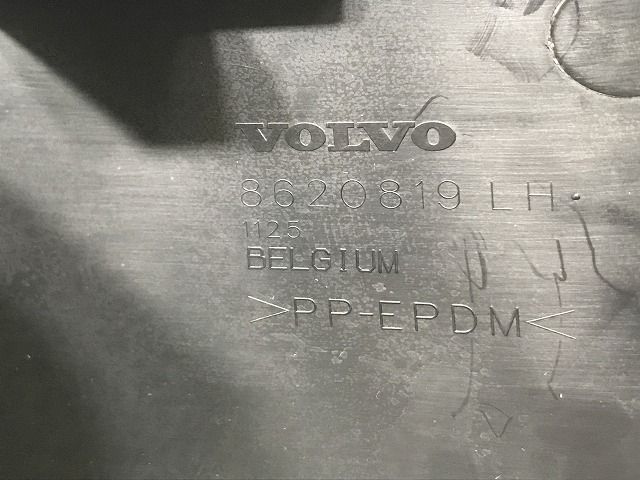 VOLVO
8620819 LH.
1125
BELGIUM
>PP-EPDM<